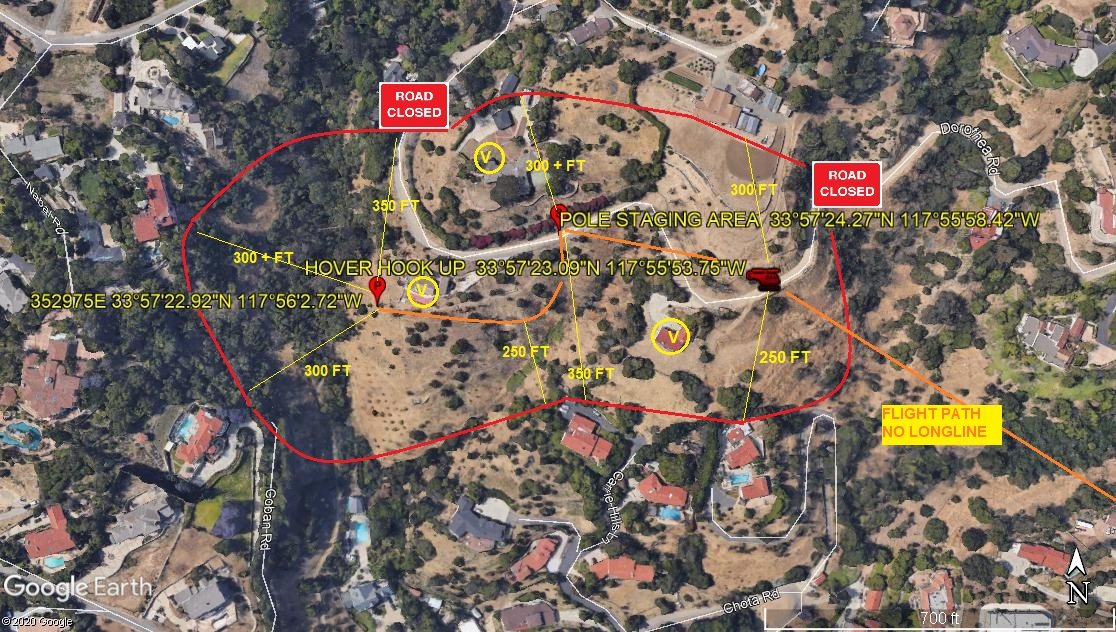 ROAD
CLOSED
Dorothea Rd
V
300 + FT
ROAD
CLOSED
300 FT
Nabal Rd
350 FT
POLE STAGING AREA 33°57'24.27"N 117°55'58.42"W
300 + FT
HOVER HOOK UP 33°57'23.09"N 117°55'53.75"W
V
352975E 33°57'22.92"N 117°56'2.72"W
V
250 FT
250 FT
300 FT
350 FT
FLIGHT PATH
NO LONGLINE
Goban Rd
Carrie Hills Ln
Google Earth
N
Chota Rd
700 ft
© 2020 Google